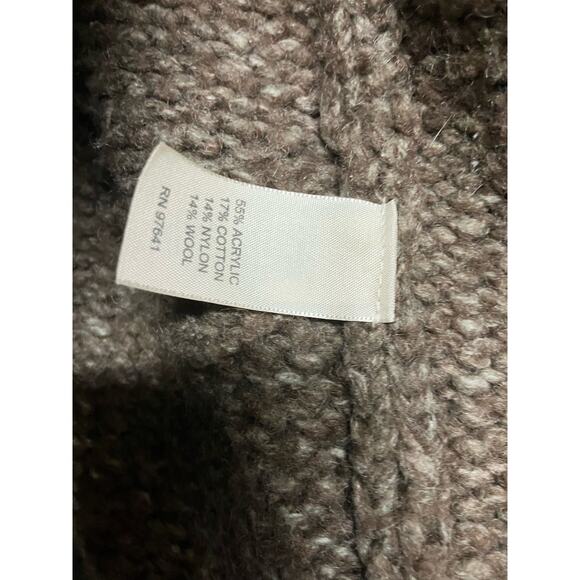 55% ACRYLIC
17% COTTON
14% NYLON
14% WOOL
RN 97641